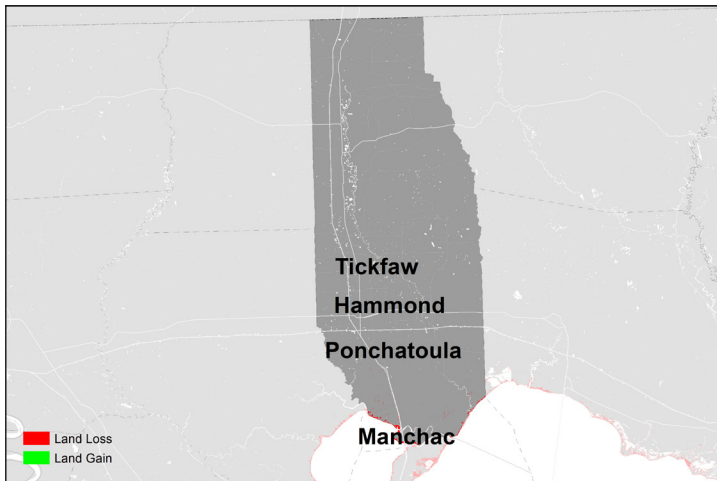 Tickfaw
Hammond
Ponchatoula
Manchac
Land Loss
Land Gain